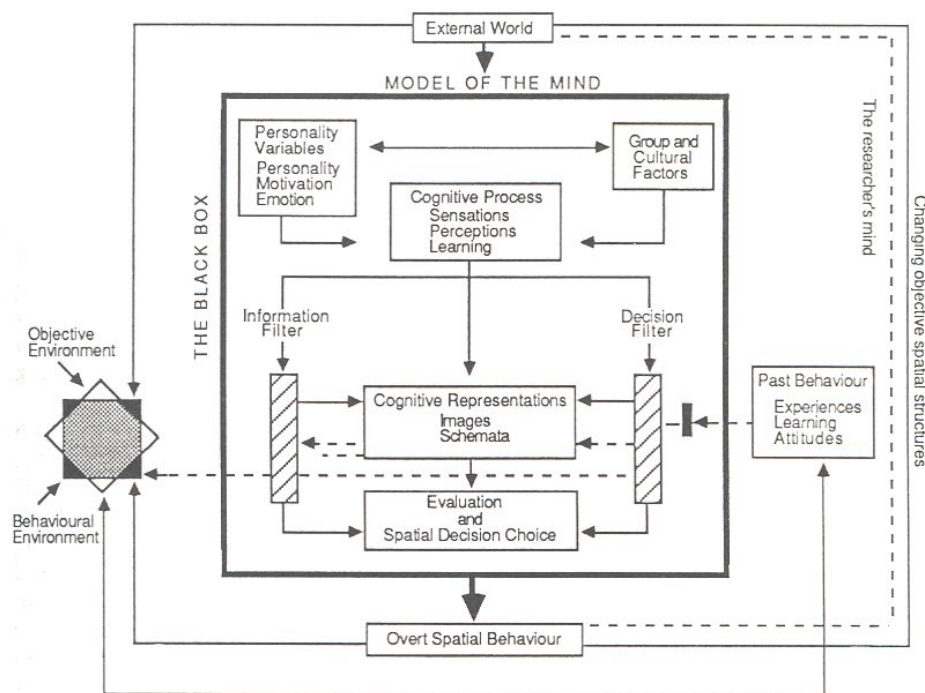 External World
MODEL OF THE MIND
Personality
Variables
Personality
Motivation
Emotion
Group and
Cultural
Factors
Cognitive Process
Sensations
Perceptions
Learning
THE BLACK BOX
The researcher's mind
Changing objective spatial structures
Information
Filter
Decision
Filter
Objective
Environment
Behavioural
Environment
Cognitive Representations
Images
Schemata
Past Behaviour
Experiences
Learning
Attitudes
Evaluation
and
Spatial Decision Choice
Overt Spatial Behaviour